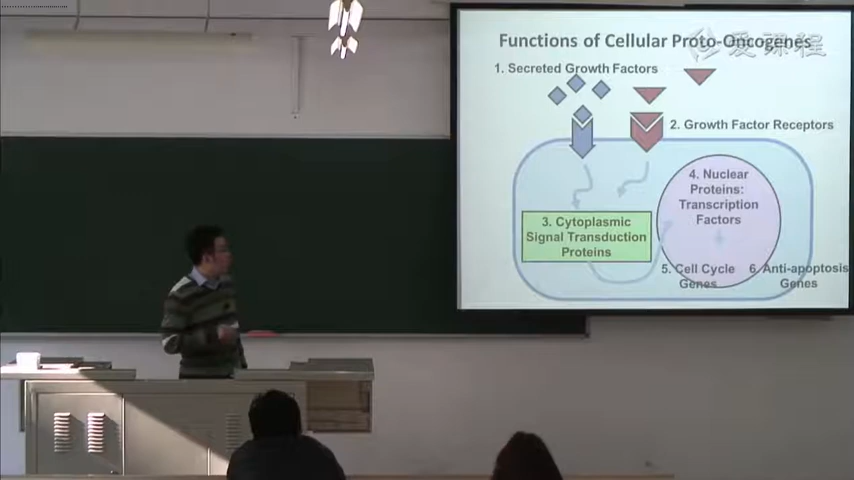 Functions of Cellular Proto-Oncogenes
爱课程
1. Secreted Growth Factors
2. Growth Factor Receptors
4. Nuclear
Proteins:
Transcription
Factors
3. Cytoplasmic
Signal Transduction
Proteins
5. Cell Cycle
Genes
6. Anti-apoptosis
Genes